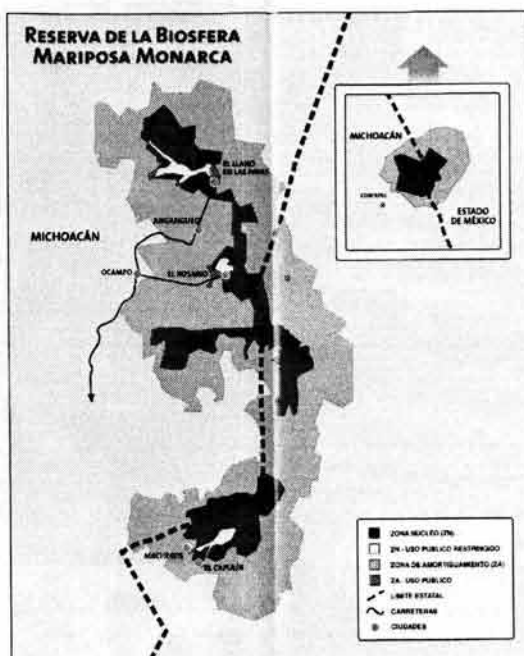 RESERVA DE LA BIOSFERA
MARIPOSA MONARCA
MICHOACÁN
ESTADO
DE MÉXICO
EL LLANO
EN LAS PAPAS
ANGANGUEO
MICHOACÁN
OCAMPO
EL ROSARIO
MACHEROS
EL CAPULÍN
ZONA NÚCLEO (ZN)
ZN - USO PÚBLICO RESTRINGIDO
ZONA DE AMORTIGUAMIENTO (ZA)
ZA - USO PÚBLICO
LÍMITE ESTATAL
CARRETERAS
CIUDADES